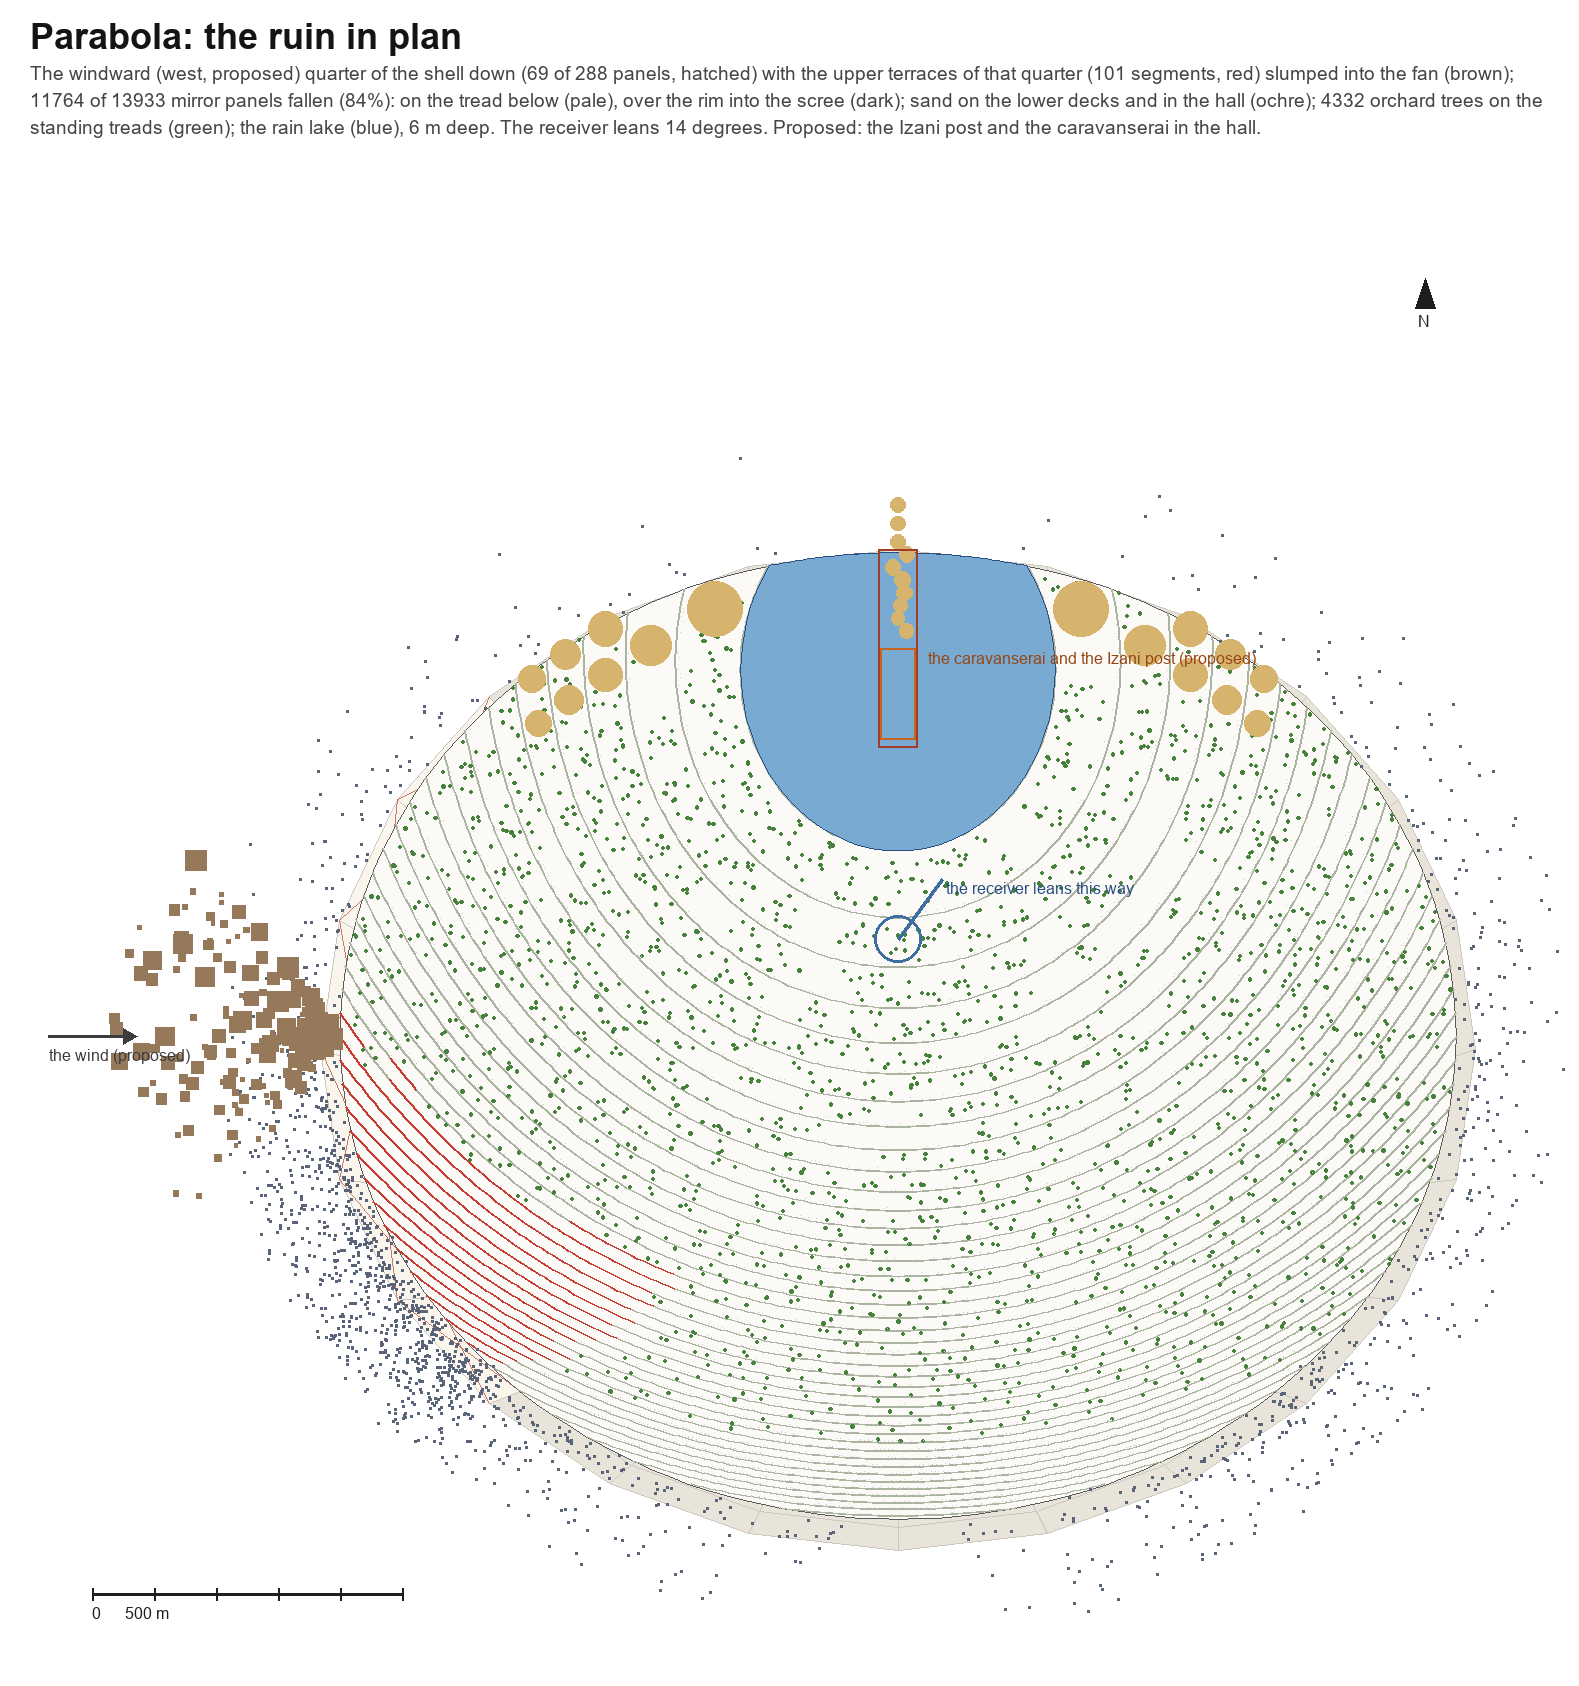 Parabola: the ruin in plan
The windward (west, proposed) quarter of the shell down (69 of 288 panels, hatched) with the upper terraces of that quarter (101 segments, red) slumped into the fan (brown);
11764 of 13933 mirror panels fallen (84%): on the tread below (pale), over the rim into the scree (dark); sand on the lower decks and in the hall (ochre); 4332 orchard trees on the
standing treads (green); the rain lake (blue), 6 m deep. The receiver leans 14 degrees. Proposed: the Izani post and the caravanserai in the hall.
N
the caravanserai and the Izani post (proposed)
the receiver leans this way
the wind (proposed)
0 500 m